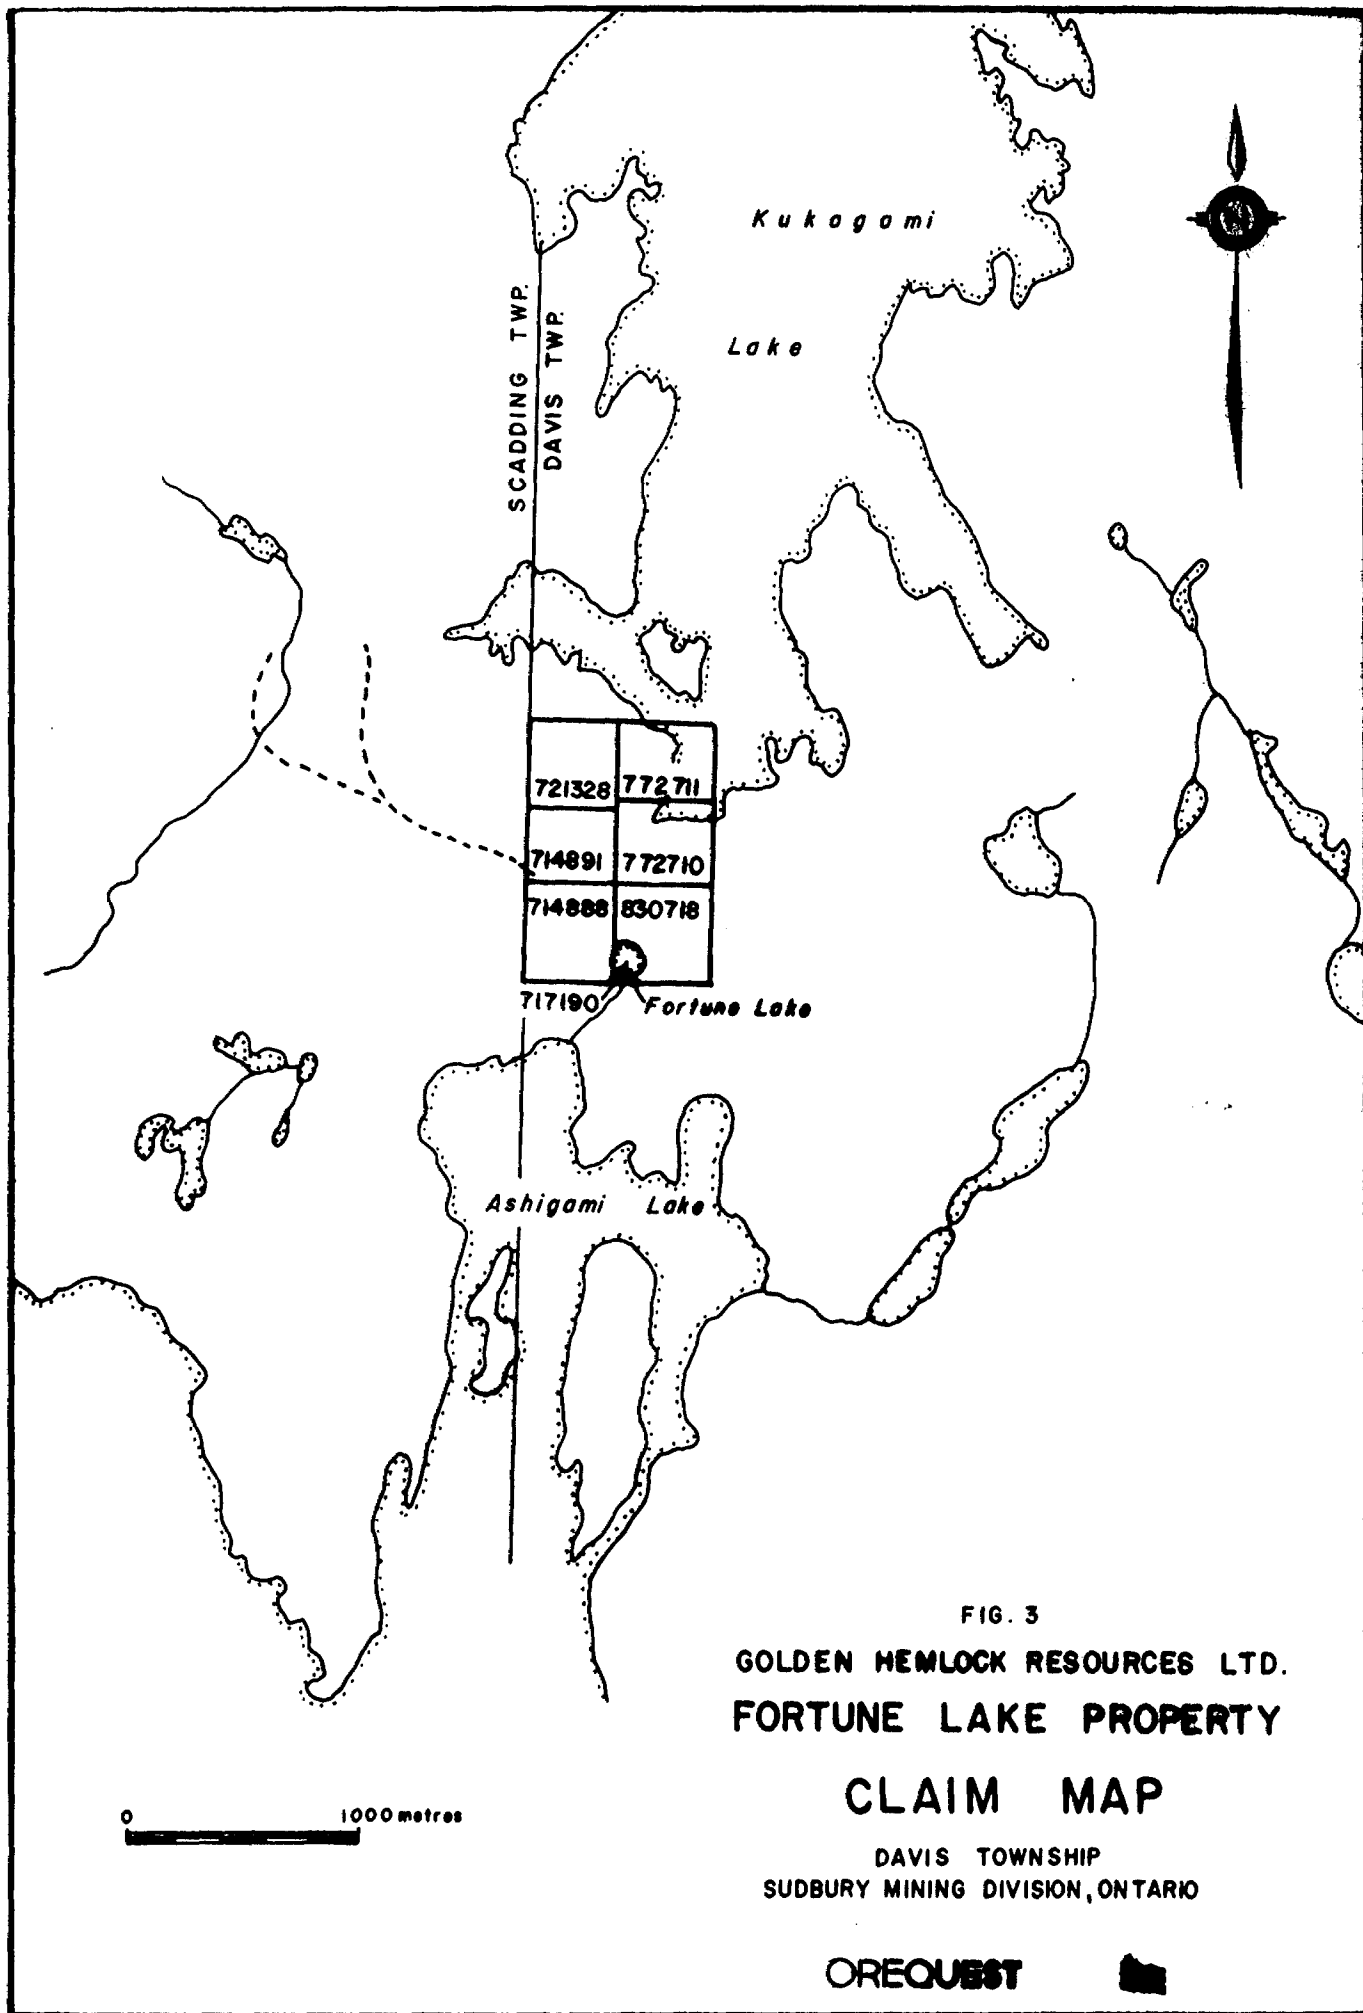 Kukagami
Lake
N
SCADDING TWP.
DAVIS TWP.
721328 772711
714891 772710
714888 830718
717190 Fortune Lake
Ashigami Lake
FIG. 3
GOLDEN HEMLOCK RESOURCES LTD.
FORTUNE LAKE PROPERTY
CLAIM MAP
0 1000 metres
DAVIS TOWNSHIP
SUDBURY MINING DIVISION, ONTARIO
OREQUEST